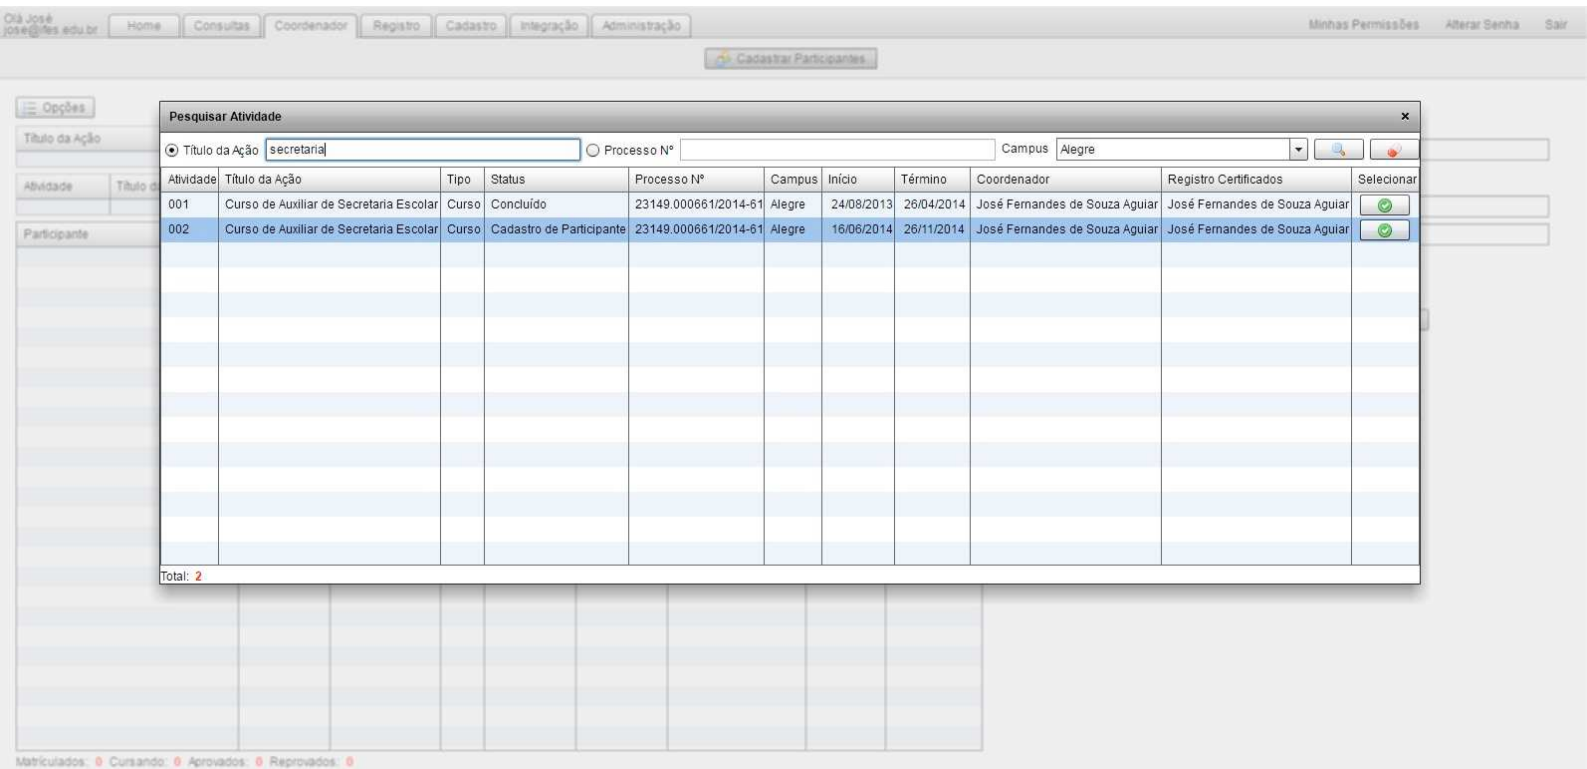 Olá José
jose@ifes.edu.br Home Consultas Coordenador Registro Cadastro Integração Administração Minhas Permissões Alterar Senha Sair
Cadastrar Participantes
Opções
Título da Ação
Atividade
Participante
Pesquisar Atividade x
Título da Ação secretaria Processo Nº Campus Alegre
Atividade Título da Ação Tipo Status Processo Nº Campus Início Término Coordenador Registro Certificados Selecionar
001 Curso de Auxiliar de Secretaria Escolar Curso Concluído 23149.000661/2014-61 Alegre 24/08/2013 26/04/2014 José Fernandes de Souza Aguiar José Fernandes de Souza Aguiar
002 Curso de Auxiliar de Secretaria Escolar Curso Cadastro de Participante 23149.000661/2014-61 Alegre 16/06/2014 26/11/2014 José Fernandes de Souza Aguiar José Fernandes de Souza Aguiar
Total: 2
Matrículados: 0 Cursando: 0 Aprovados: 0 Reprovados: 0